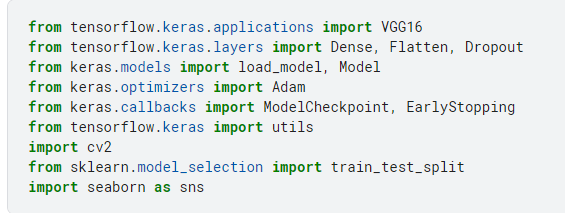 from tensorflow.keras.applications import VGG16
from tensorflow.keras.layers import Dense, Flatten, Dropout
from keras.models import load_model, Model
from keras.optimizers import Adam
from keras.callbacks import ModelCheckpoint, EarlyStopping
from tensorflow.keras import utils
import cv2
from sklearn.model_selection import train_test_split
import seaborn as sns